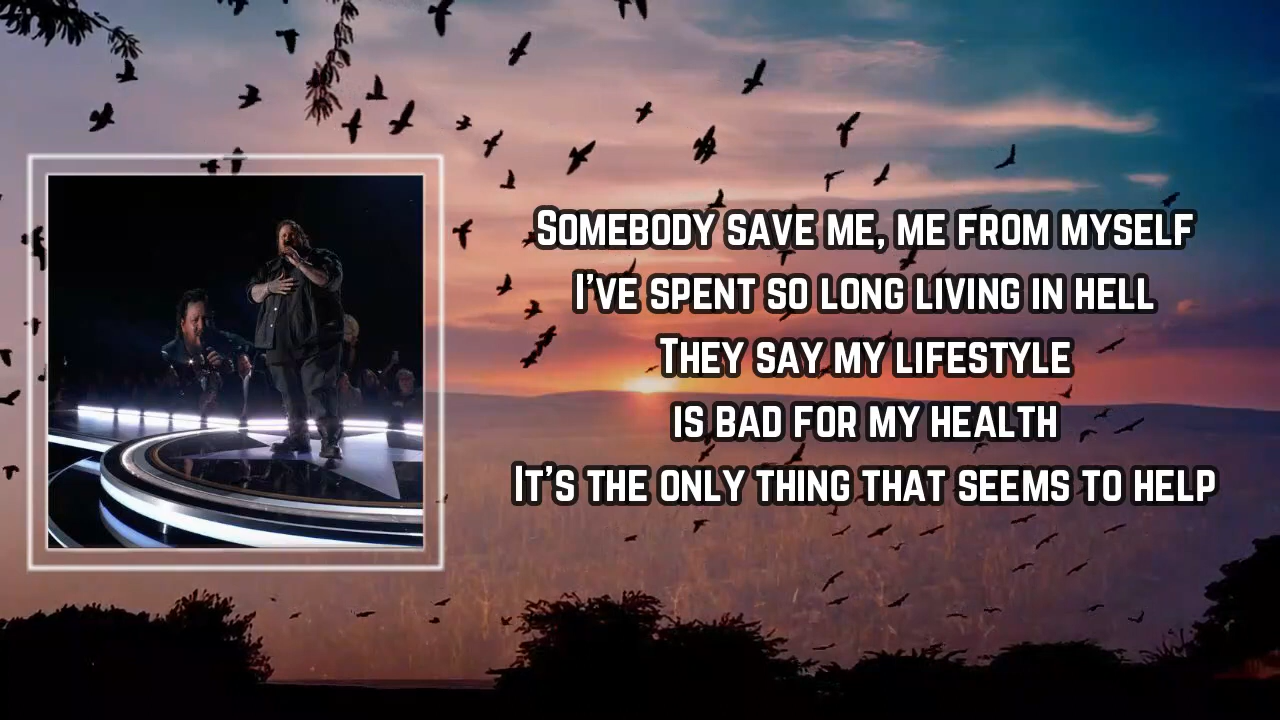 Somebody save me, me from myself
I've spent so long living in hell
They say my lifestyle
is bad for my health
It's the only thing that seems to help